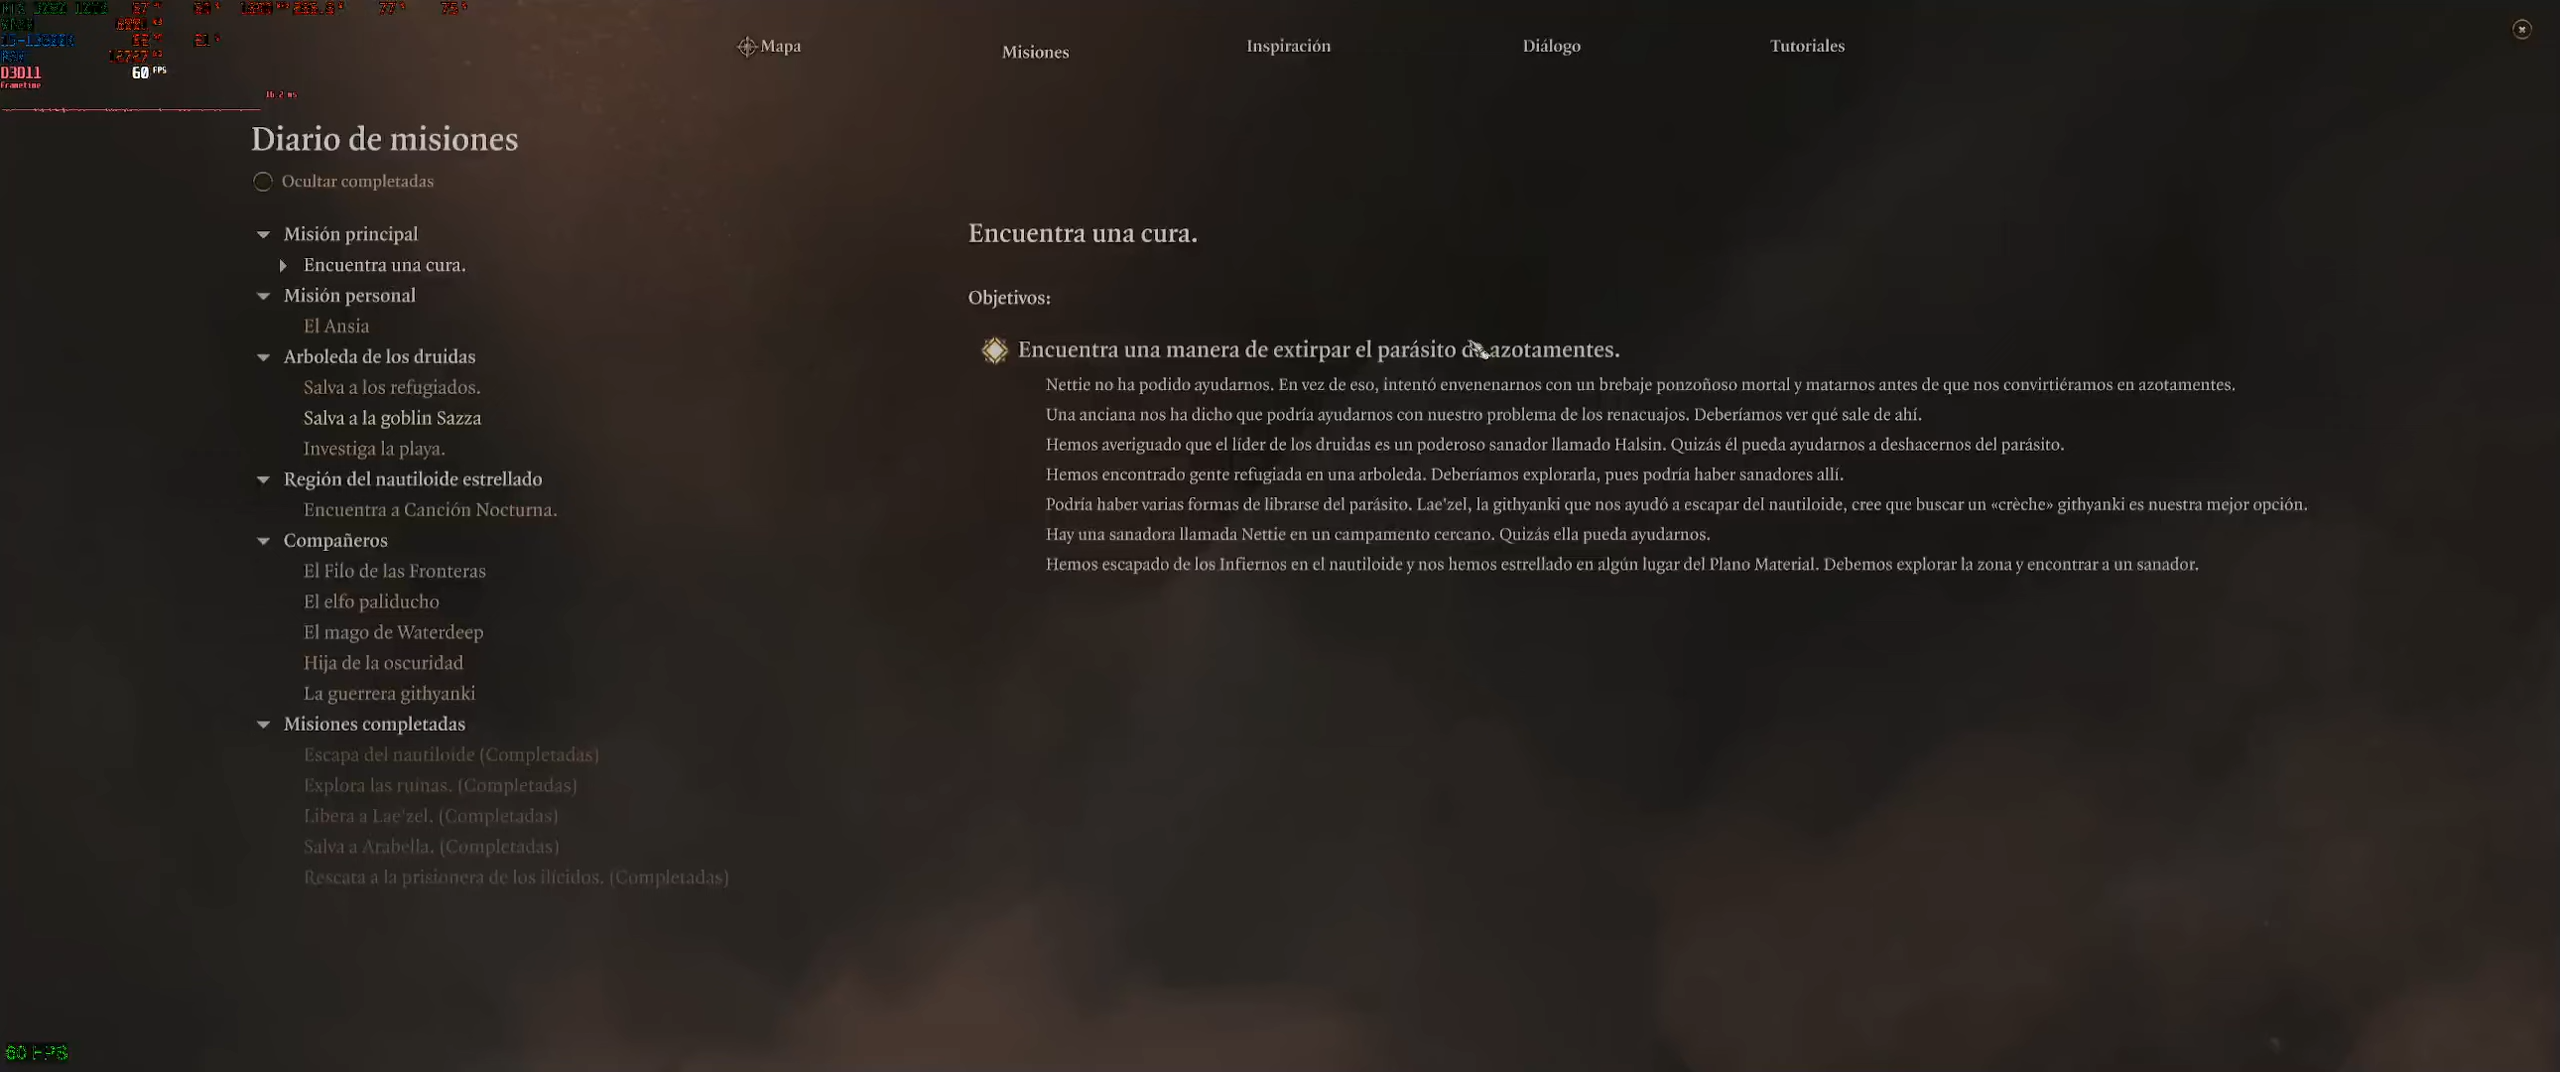 D3D11 60 FPS
Frametime
16.2 ms
Mapa
Misiones
Inspiración
Diálogo
Tutoriales
Diario de misiones
Ocultar completadas
Misión principal
Encuentra una cura.
Misión personal
El Ansia
Arboleda de los druidas
Salva a los refugiados.
Salva a la goblin Sazza
Investiga la playa.
Región del nautiloide estrellado
Encuentra a Canción Nocturna.
Compañeros
El Filo de las Fronteras
El elfo paliducho
El mago de Waterdeep
Hija de la oscuridad
La guerrera githyanki
Misiones completadas
Escapa del nautiloide (Completadas)
Explora las ruinas. (Completadas)
Libera a Lae'zel. (Completadas)
Salva a Arabella. (Completadas)
Rescata a la prisionera de los ilícidos. (Completadas)
Encuentra una cura.
Objetivos:
Encuentra una manera de extirpar el parásito de azotamentes.
Nettie no ha podido ayudarnos. En vez de eso, intentó envenenarnos con un brebaje ponzoñoso mortal y matarnos antes de que nos convirtiéramos en azotamentes.
Una anciana nos ha dicho que podría ayudarnos con nuestro problema de los renacuajos. Deberíamos ver qué sale de ahí.
Hemos averiguado que el líder de los druidas es un poderoso sanador llamado Halsin. Quizás él pueda ayudarnos a deshacernos del parásito.
Hemos encontrado gente refugiada en una arboleda. Deberíamos explorarla, pues podría haber sanadores allí.
Podría haber varias formas de librarse del parásito. Lae'zel, la githyanki que nos ayudó a escapar del nautiloide, cree que buscar un «crèche» githyanki es nuestra mejor opción.
Hay una sanadora llamada Nettie en un campamento cercano. Quizás ella pueda ayudarnos.
Hemos escapado de los Infiernos en el nautiloide y nos hemos estrellado en algún lugar del Plano Material. Debemos explorar la zona y encontrar a un sanador.
60 FPS